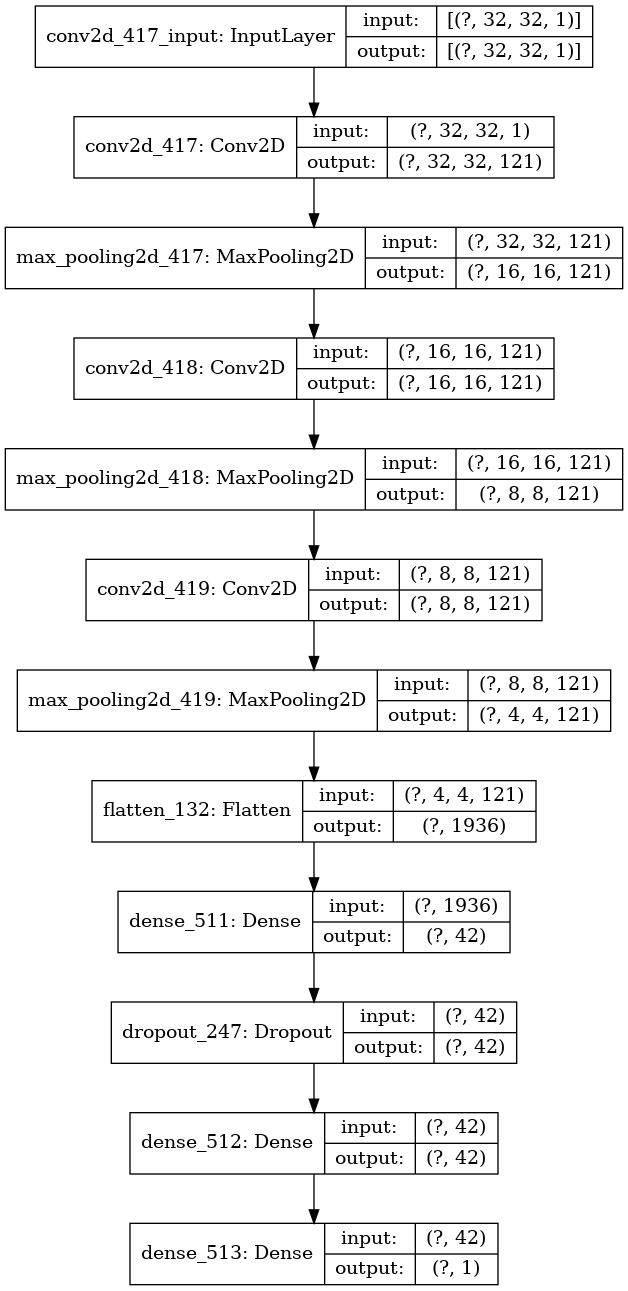 conv2d_417_input: InputLayer
input: [(?, 32, 32, 1)]
output: [(?, 32, 32, 1)]
conv2d_417: Conv2D
input: (?, 32, 32, 1)
output: (?, 32, 32, 121)
max_pooling2d_417: MaxPooling2D
input: (?, 32, 32, 121)
output: (?, 16, 16, 121)
conv2d_418: Conv2D
input: (?, 16, 16, 121)
output: (?, 16, 16, 121)
max_pooling2d_418: MaxPooling2D
input: (?, 16, 16, 121)
output: (?, 8, 8, 121)
conv2d_419: Conv2D
input: (?, 8, 8, 121)
output: (?, 8, 8, 121)
max_pooling2d_419: MaxPooling2D
input: (?, 8, 8, 121)
output: (?, 4, 4, 121)
flatten_132: Flatten
input: (?, 4, 4, 121)
output: (?, 1936)
dense_511: Dense
input: (?, 1936)
output: (?, 42)
dropout_247: Dropout
input: (?, 42)
output: (?, 42)
dense_512: Dense
input: (?, 42)
output: (?, 42)
dense_513: Dense
input: (?, 42)
output: (?, 1)